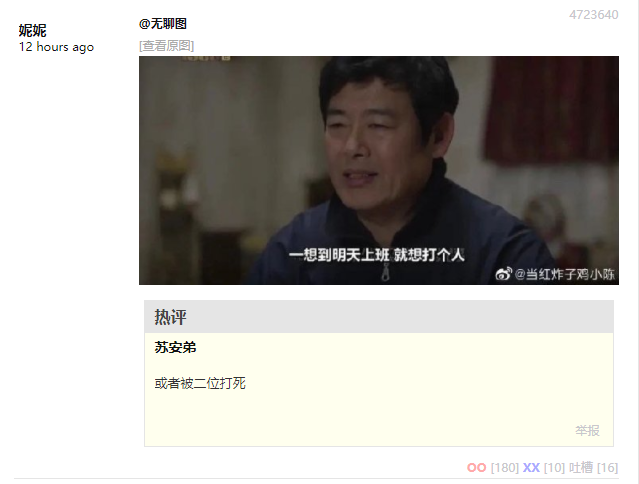 妮妮
12 hours ago
@无聊图
4723640
[查看原图]
一想到明天上班 就想打个人
@当红炸子鸡小陈
热评
苏安弟
或者被二位打死
举报
OO [180] XX [10] 吐槽 [16]